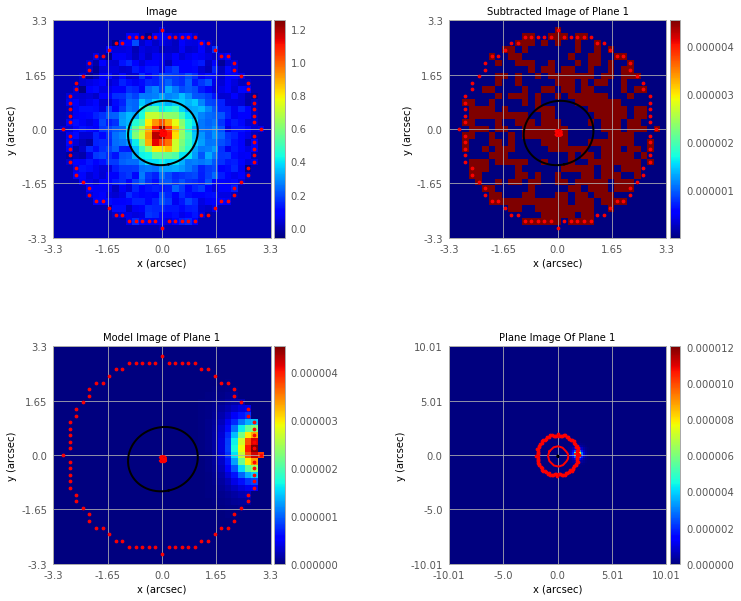 Image
3.3
1.65
0.0
-1.65
-3.3
y (arcsec)
-3.3 -1.65 0.0 1.65 3.3
x (arcsec)
1.2
1.0
0.8
0.6
0.4
0.2
0.0
Subtracted Image of Plane 1
3.3
1.65
0.0
-1.65
-3.3
y (arcsec)
-3.3 -1.65 0.0 1.65 3.3
x (arcsec)
0.000004
0.000003
0.000002
0.000001
Model Image of Plane 1
3.3
1.65
0.0
-1.65
-3.3
y (arcsec)
-3.3 -1.65 0.0 1.65 3.3
x (arcsec)
0.000004
0.000003
0.000002
0.000001
0.000000
Plane Image Of Plane 1
10.01
5.01
0.0
-5.0
-10.01
y (arcsec)
-10.01 -5.0 0.0 5.01 10.01
x (arcsec)
0.000012
0.000010
0.000008
0.000006
0.000004
0.000002
0.000000